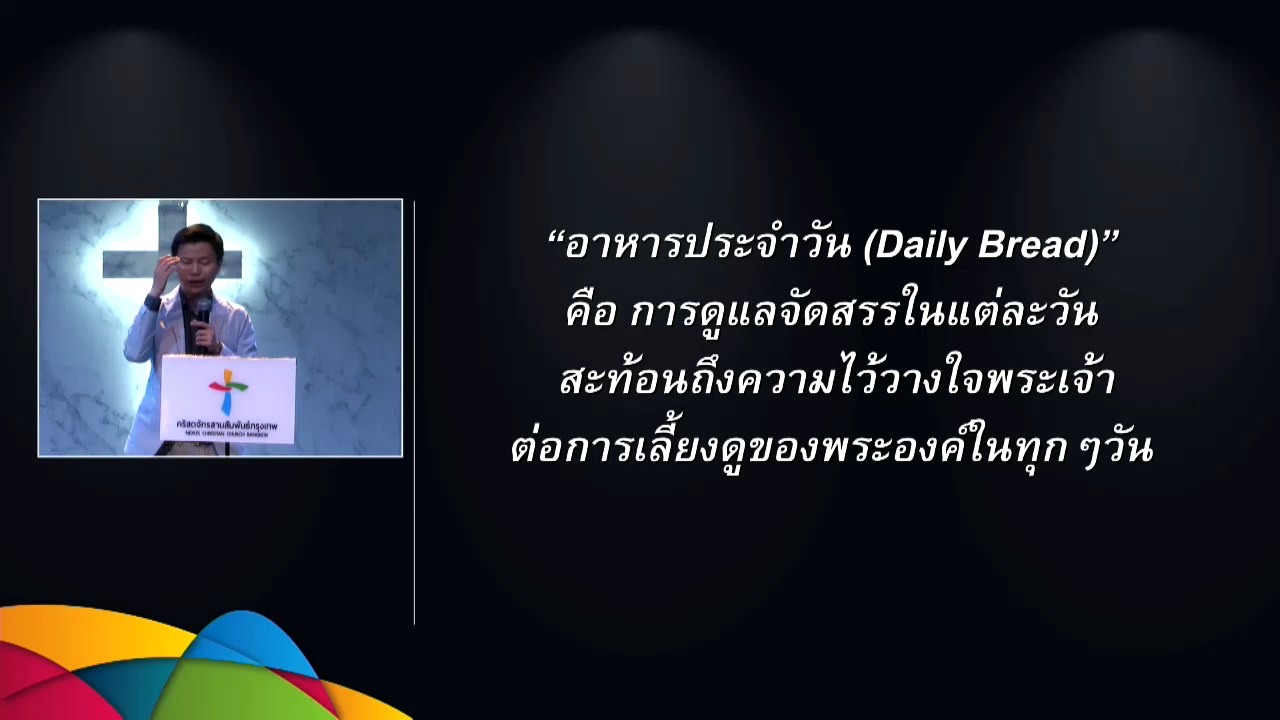 “อาหารประจำวัน (Daily Bread)”
คือ การดูแลจัดสรรในแต่ละวัน
สะท้อนถึงความไว้วางใจพระเจ้า
ต่อการเลี้ยงดูของพระองค์ในทุก ๆวัน
คริสตจักรสานสัมพันธ์กรุงเทพ
NEXUS CHRISTIAN CHURCH BANGKOK